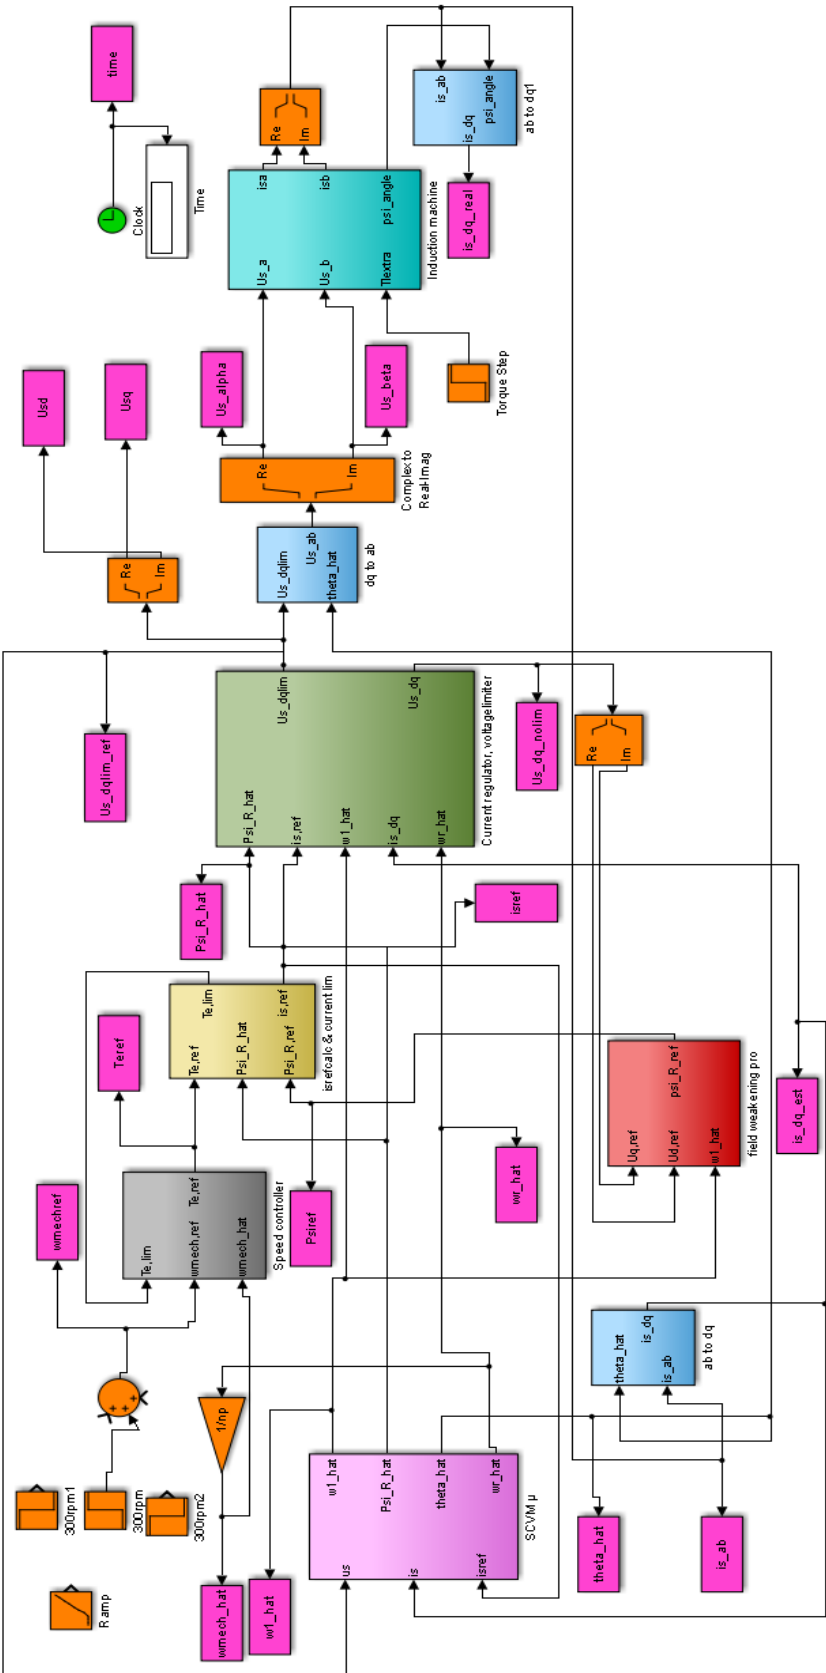 time
Clock
Time
Re
Im
is_ab
psi_angle
is_dq
ab to dq1
is_dq_real
isa
isb
psi_angle
Us_a
Us_b
Tlextra
Induction machine
Torque Step
Usd
Usq
Re
Im
Us_alpha
Us_beta
Re
Im
Complex to
Real-Imag
Us_dqlim
Us_ab
theta_hat
dq to ab
Us_dqlim_ref
Us_dqlim
Us_dq
Psi_R_hat
is,ref
w1_hat
is_dq
wr_hat
Current regulator, voltagelimiter
Us_dq_nolim
Re
Im
Psi_R_hat
isref
Te,lim
is,ref
Te,ref
Psi_R_hat
Psi_R,ref
isrefcalc & current lim
Teref
Psiref
wr_hat
psi_R_ref
Uq,ref
Ud,ref
w1_hat
field weakening pro
is_dq_est
wmechref
Te,lim
wmech,ref
wmech_hat
Te,ref
Speed controller
theta_hat
is_dq
is_ab
ab to dq
1/np
300rpm1
300rpm
300rpm2
Ramp
wmech_hat
w1_hat
w1_hat
Psi_R_hat
theta_hat
wr_hat
us
is
isref
SCVM µ
theta_hat
is_ab